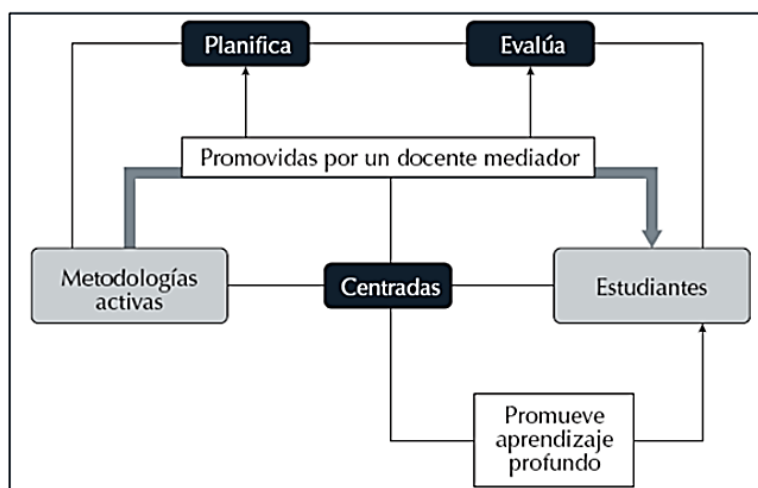 Planifica
Evalúa
Promovidas por un docente mediador
Metodologías
activas
Centradas
Estudiantes
Promueve
aprendizaje
profundo